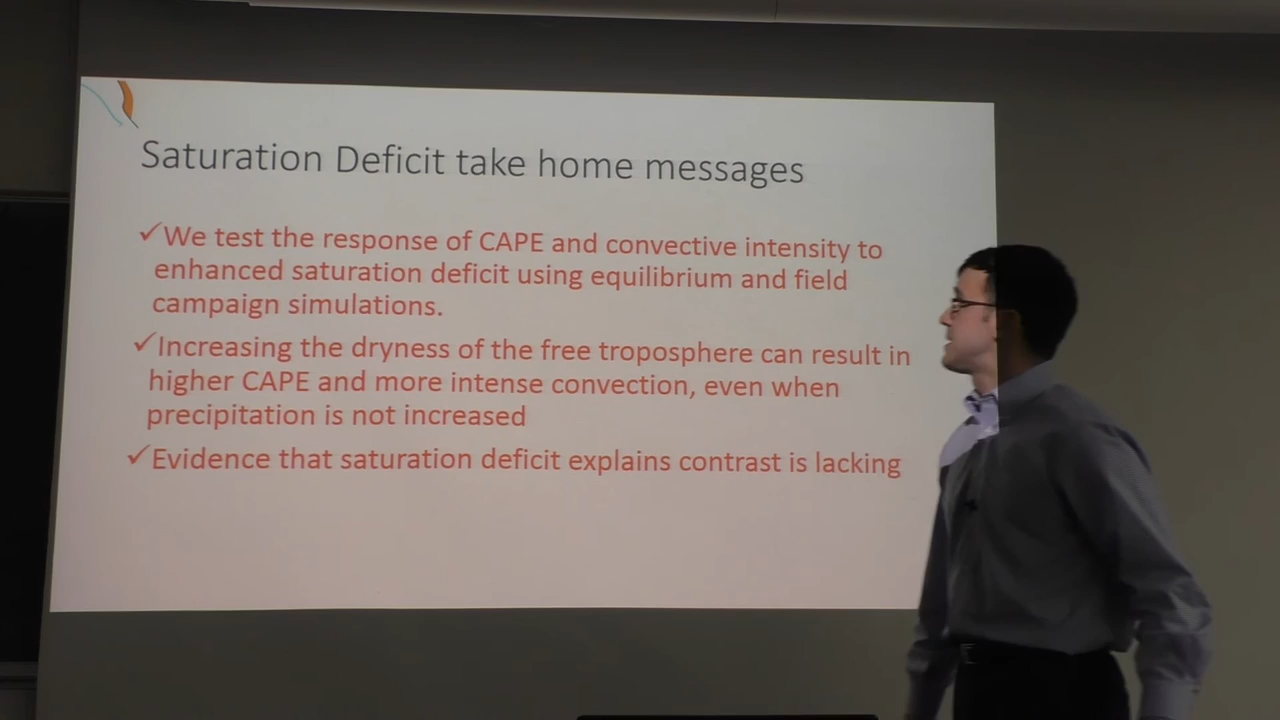 Saturation Deficit take home messages
✓We test the response of CAPE and convective intensity to
enhanced saturation deficit using equilibrium and field
campaign simulations.
✓Increasing the dryness of the free troposphere can result in
higher CAPE and more intense convection, even when
precipitation is not increased
✓Evidence that saturation deficit explains contrast is lacking